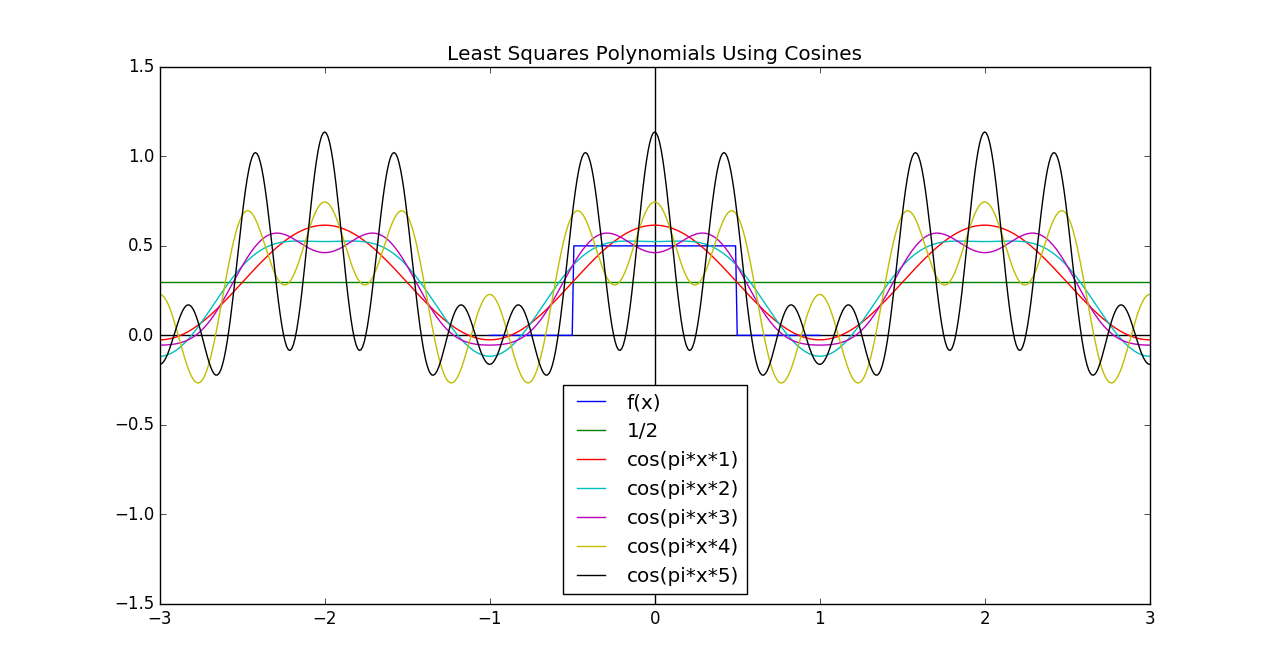 Least Squares Polynomials Using Cosines
1.5
1.0
0.5
0.0
−0.5
−1.0
−1.5
f(x)
1/2
cos(pi*x*1)
cos(pi*x*2)
cos(pi*x*3)
cos(pi*x*4)
cos(pi*x*5)
−3 −2 −1 0 1 2 3